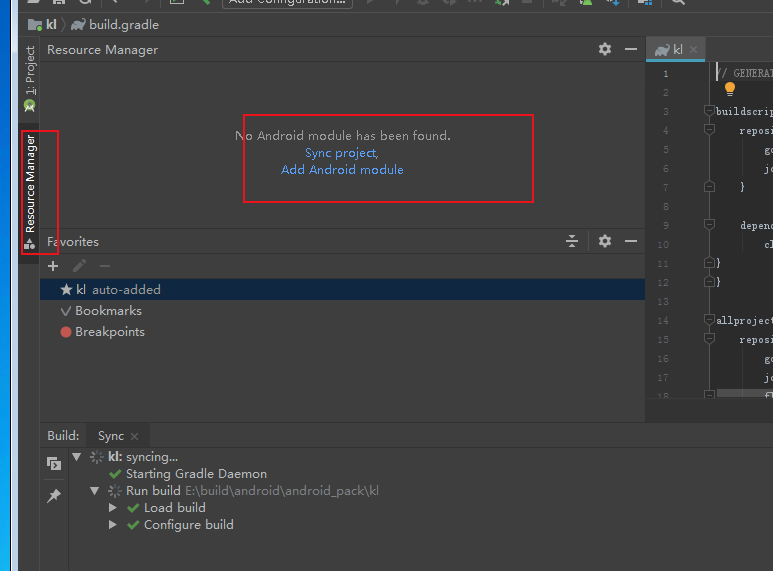 Add Configuration...
kl
build.gradle
1: Project
Resource Manager
Resource Manager
No Android module has been found.
Sync project,
Add Android module
Favorites
kl auto-added
Bookmarks
Breakpoints
kl
1
// GENERAT
2
3
buildscrip
4
reposi
5
go
6
jo
7
}
8
9
depend
10
cl
11
}
12
}
13
14
allproject
15
reposi
16
go
17
jo
18
fl
Build:
Sync
kl: syncing...
Starting Gradle Daemon
Run build E:\build\android\android_pack\kl
Load build
Configure build